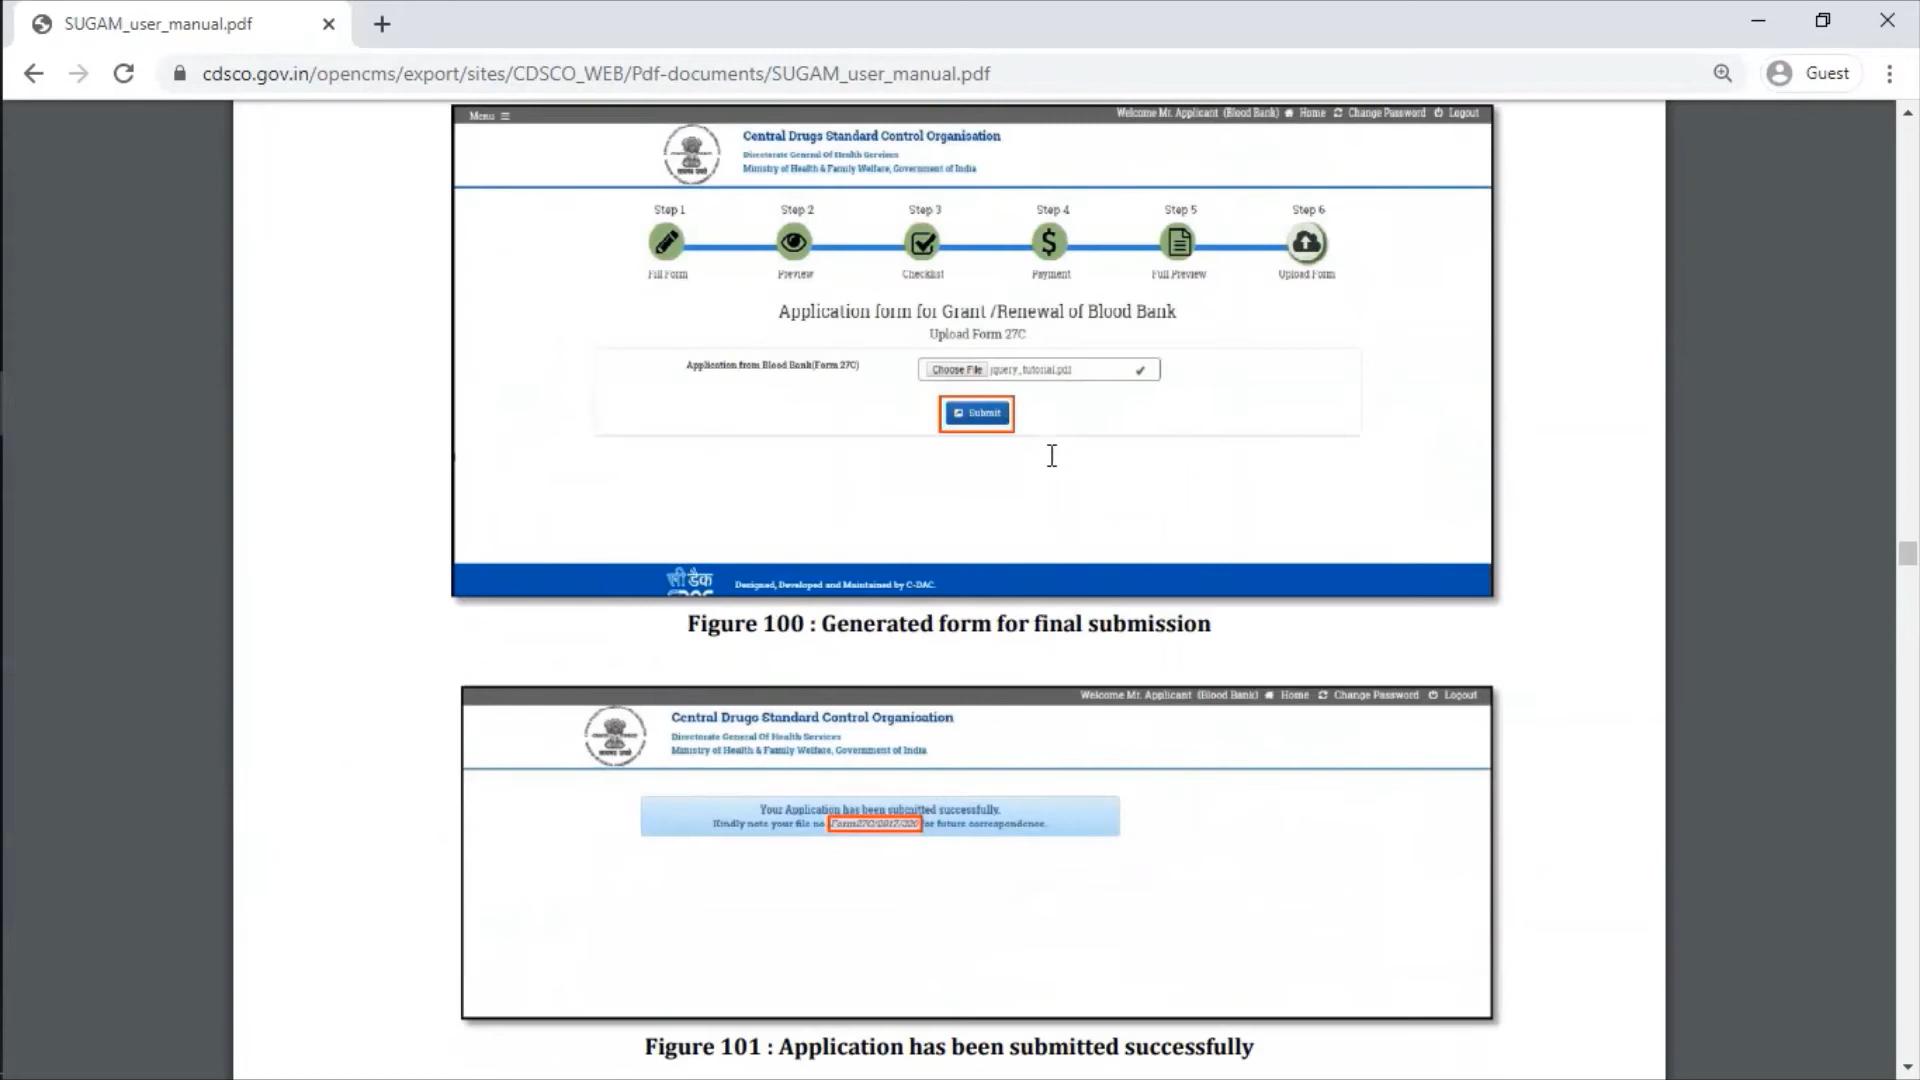 SUGAM_user_manual.pdf
cdsco.gov.in/opencms/export/sites/CDSCO_WEB/Pdf-documents/SUGAM_user_manual.pdf
Guest
Menu
Welcome Mr. Applicant (Blood Bank) Home Change Password Logout
Central Drugs Standard Control Organisation
Directorate General Of Health Services
Ministry of Health & Family Welfare, Government of India
Step 1 Step 2 Step 3 Step 4 Step 5 Step 6
Fill Form Preview Checklist Payment Full Preview Upload Form
Application form for Grant /Renewal of Blood Bank
Upload Form 27C
Application from Blood Bank(Form 27C) Choose File jquery_tutorial.pdf
Submit
सी डैक
Designed, Developed and Maintained by C-DAC.
Figure 100 : Generated form for final submission
Welcome Mr. Applicant (Blood Bank) Home Change Password Logout
Central Drugs Standard Control Organisation
Directorate General Of Health Services
Ministry of Health & Family Welfare, Government of India
Your Application has been submitted successfully.
Kindly note your file no for future correspondence.
Figure 101 : Application has been submitted successfully